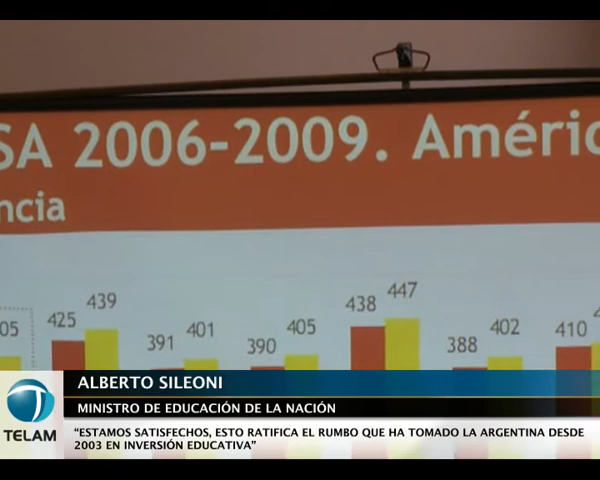 SA 2006-2009. Améric
ncia
05 425 439 391 401 390 405 438 447 388 402 410 4
ALBERTO SILEONI
MINISTRO DE EDUCACIÓN DE LA NACIÓN
TELAM
“ESTAMOS SATISFECHOS, ESTO RATIFICA EL RUMBO QUE HA TOMADO LA ARGENTINA DESDE
2003 EN INVERSIÓN EDUCATIVA”